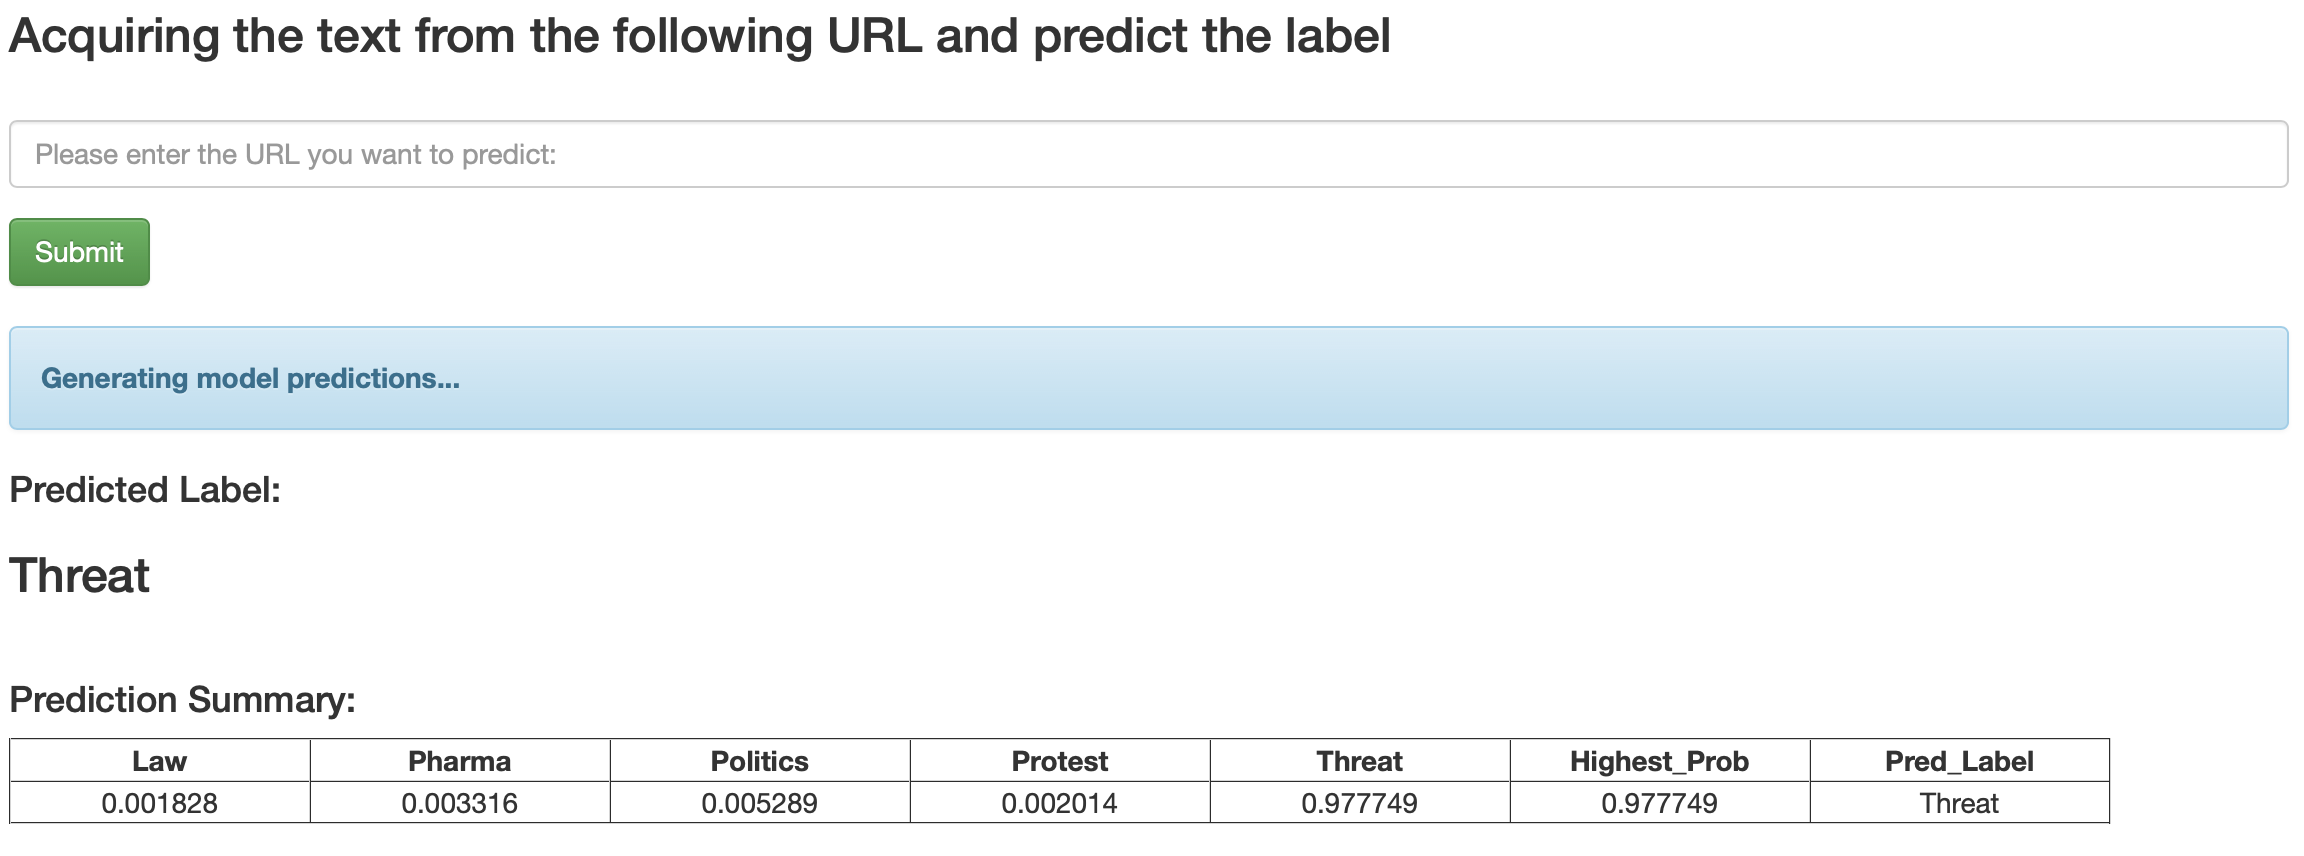 Acquiring the text from the following URL and predict the label
Please enter the URL you want to predict:
Submit
Generating model predictions...
Predicted Label:
Threat
Prediction Summary:
Law Pharma Politics Protest Threat Highest_Prob Pred_Label
0.001828 0.003316 0.005289 0.002014 0.977749 0.977749 Threat